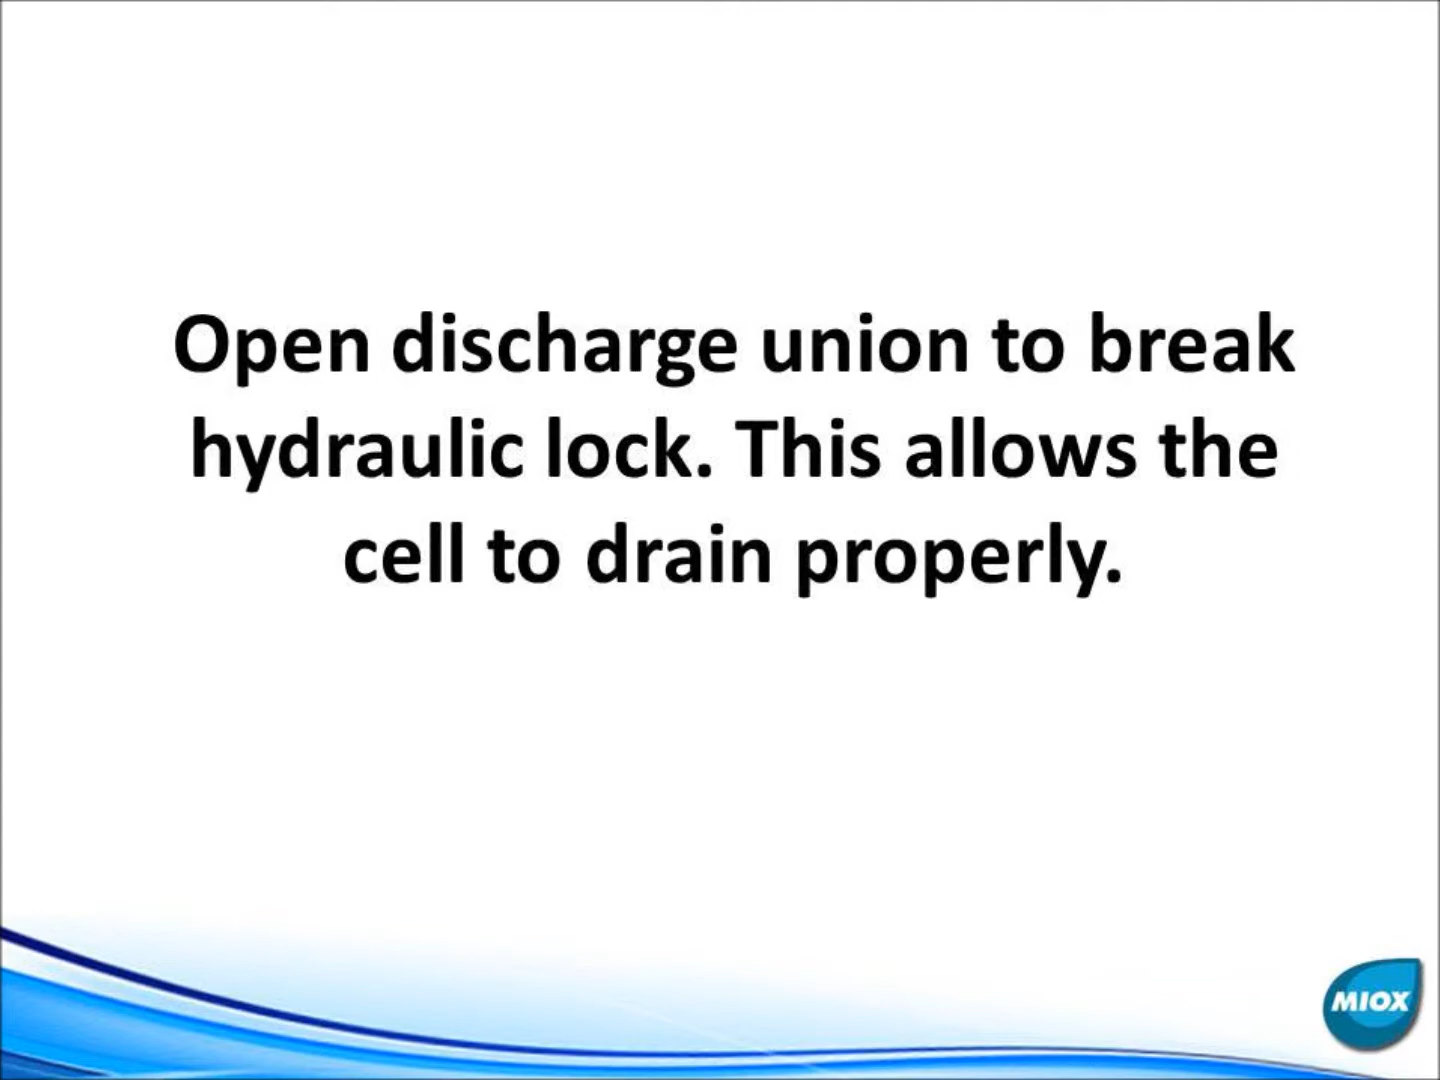 Open discharge union to break
hydraulic lock. This allows the
cell to drain properly.
MIOX